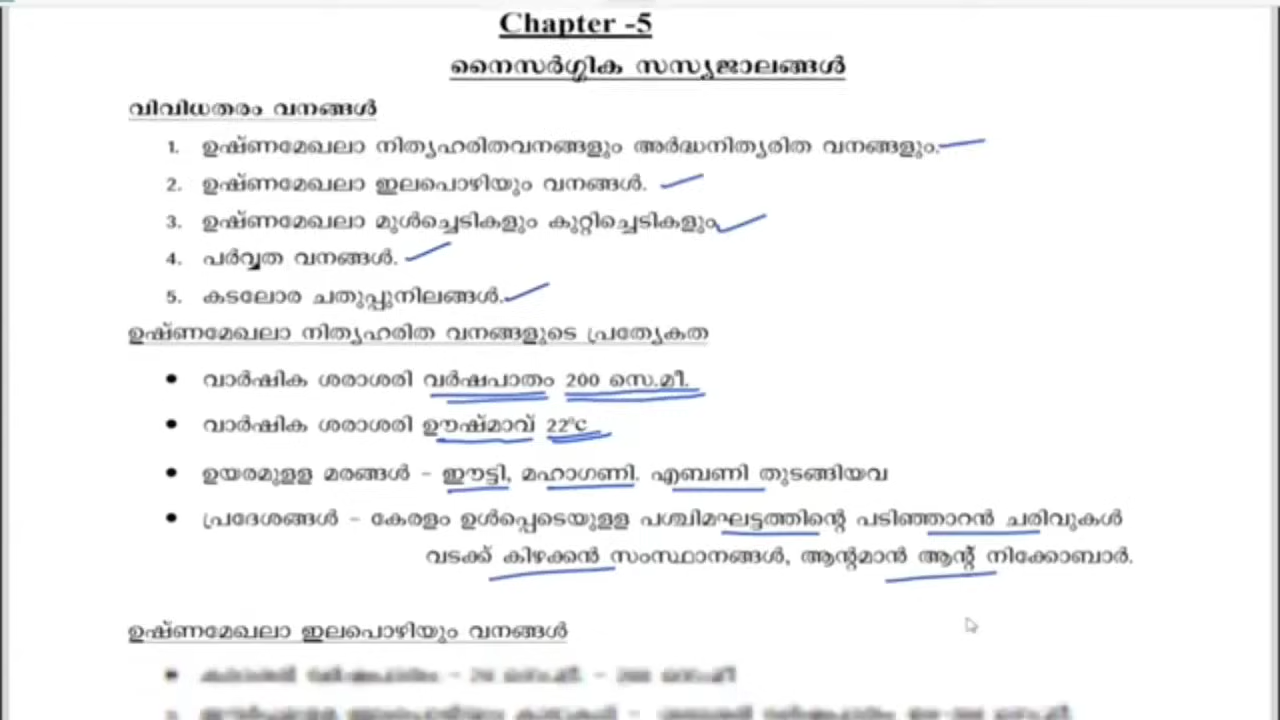 Chapter -5
നൈസർഗ്ഗിക സസ്യജാലങ്ങൾ
വിവിധതരം വനങ്ങൾ
1. ഉഷ്ണമേഖലാ നിത്യഹരിതവനങ്ങളും അർദ്ധനിത്യരിത വനങ്ങളും.
2. ഉഷ്ണമേഖലാ ഇലപൊഴിയും വനങ്ങൾ.
3. ഉഷ്ണമേഖലാ മുൾച്ചെടികളും കുറ്റിച്ചെടികളും
4. പർവ്വത വനങ്ങൾ.
5. കടലോര ചതുപ്പുനിലങ്ങൾ.
ഉഷ്ണമേഖലാ നിത്യഹരിത വനങ്ങളുടെ പ്രത്യേകത
• വാർഷിക ശരാശരി വർഷപാതം 200 സെ.മീ.
• വാർഷിക ശരാശരി ഊഷ്മാവ് 22°C
• ഉയരമുളള മരങ്ങൾ - ഈട്ടി, മഹാഗണി, എബണി തുടങ്ങിയവ
• പ്രദേശങ്ങൾ - കേരളം ഉൾപ്പെടെയുളള പശ്ചിമഘട്ടത്തിന്റെ പടിഞ്ഞാറൻ ചരിവുകൾ
വടക്ക് കിഴക്കൻ സംസ്ഥാനങ്ങൾ, ആന്റമാൻ ആന്റ് നിക്കോബാർ.
ഉഷ്ണമേഖലാ ഇലപൊഴിയും വനങ്ങൾ